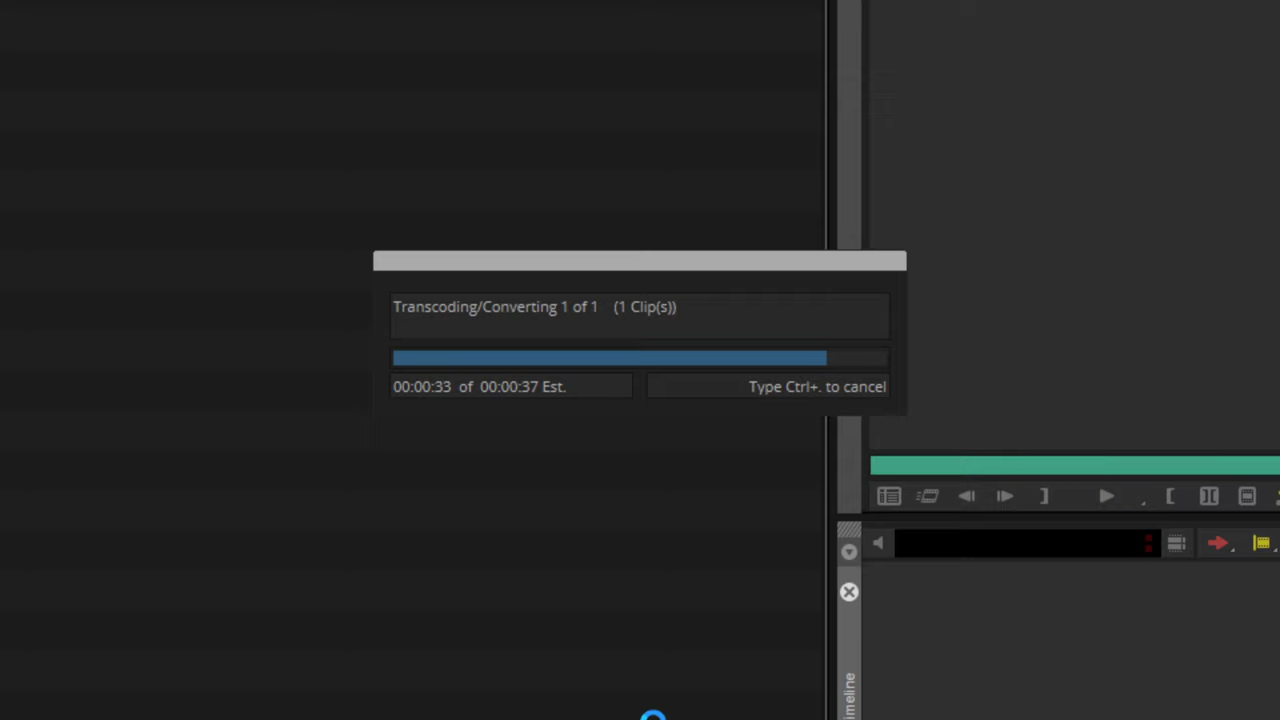 Transcoding/Converting 1 of 1 (1 Clip(s))
00:00:33 of 00:00:37 Est.
Type Ctrl+. to cancel
imeline